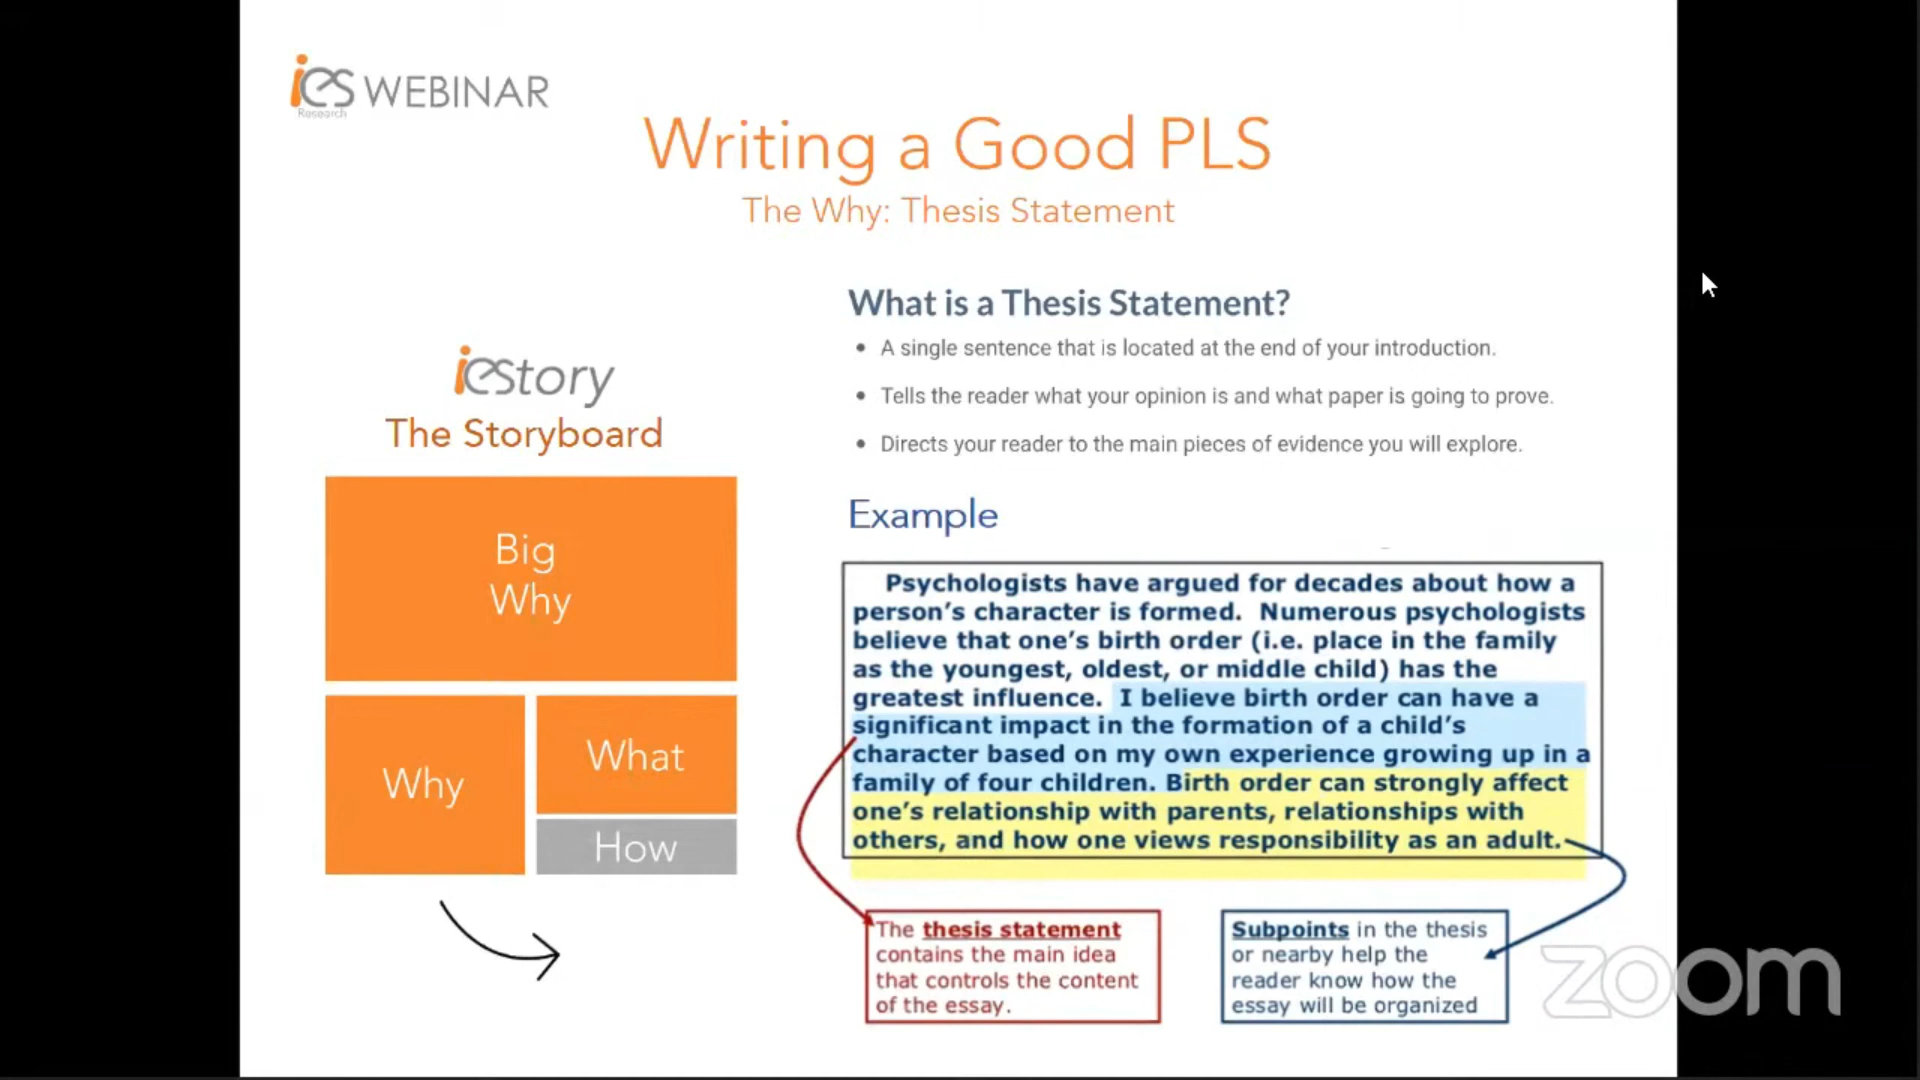 ies WEBINAR
Research
Writing a Good PLS
The Why: Thesis Statement
iestory
The Storyboard
Big
Why
Why
What
How
What is a Thesis Statement?
• A single sentence that is located at the end of your introduction.
• Tells the reader what your opinion is and what paper is going to prove.
• Directs your reader to the main pieces of evidence you will explore.
Example
Psychologists have argued for decades about how a
person's character is formed. Numerous psychologists
believe that one's birth order (i.e. place in the family
as the youngest, oldest, or middle child) has the
greatest influence. I believe birth order can have a
significant impact in the formation of a child's
character based on my own experience growing up in a
family of four children. Birth order can strongly affect
one's relationship with parents, relationships with
others, and how one views responsibility as an adult.
The thesis statement
contains the main idea
that controls the content
of the essay.
Subpoints in the thesis
or nearby help the
reader know how the
essay will be organized
zoom